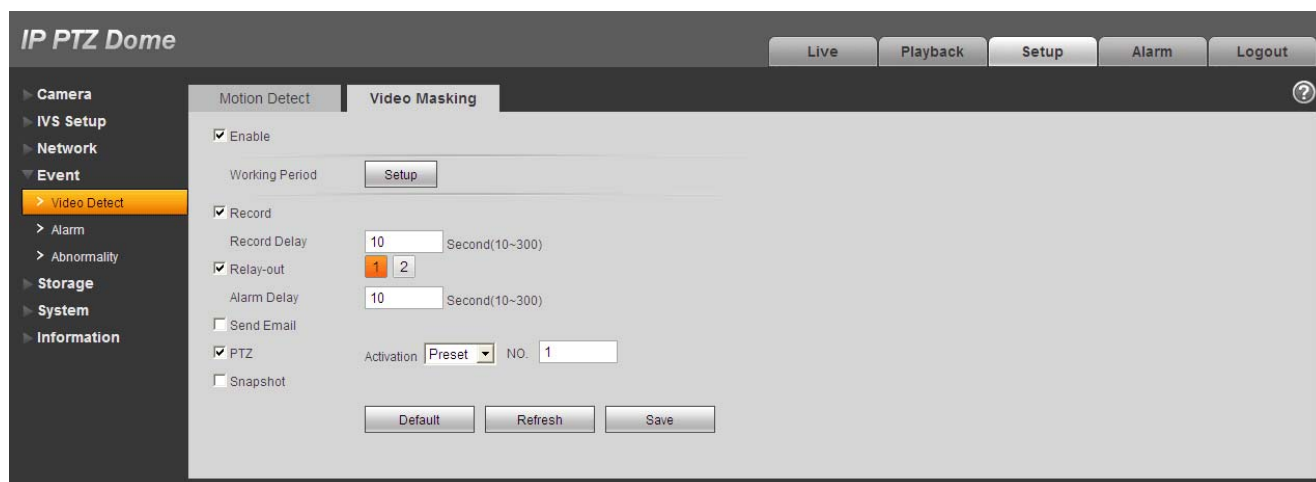 IP PTZ Dome
Live Playback Setup Alarm Logout
Camera
IVS Setup
Network
Event
Video Detect
Alarm
Abnormality
Storage
System
Information
Motion Detect Video Masking
?
Enable
Working Period Setup
Record
Record Delay 10 Second(10~300)
Relay-out 1 2
Alarm Delay 10 Second(10~300)
Send Email
PTZ Activation Preset NO. 1
Snapshot
Default Refresh Save